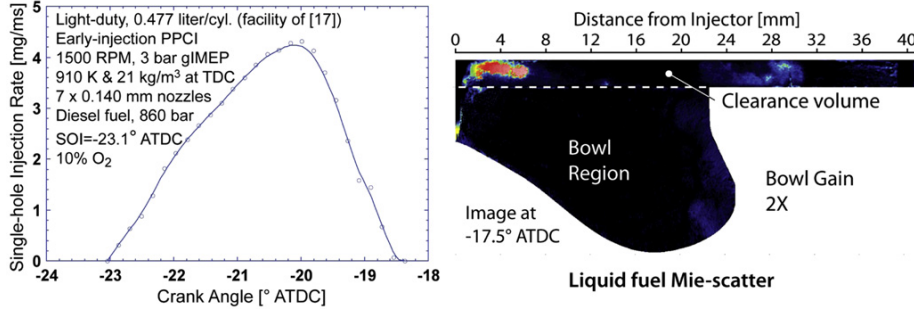 Light-duty, 0.477 liter/cyl. (facility of [17])
Early-injection PPCI
1500 RPM, 3 bar gIMEP
910 K & 21 kg/m³ at TDC
7 x 0.140 mm nozzles
Diesel fuel, 860 bar
SOI=-23.1° ATDC
10% O₂
Single-hole Injection Rate [mg/ms]
5
4
3
2
1
0
-24 -23 -22 -21 -20 -19 -18
Crank Angle [° ATDC]
Distance from Injector [mm]
0 4 8 12 16 20 24 28 32 36 40
Clearance volume
Bowl
Region
Bowl Gain
2X
Image at
-17.5° ATDC
Liquid fuel Mie-scatter